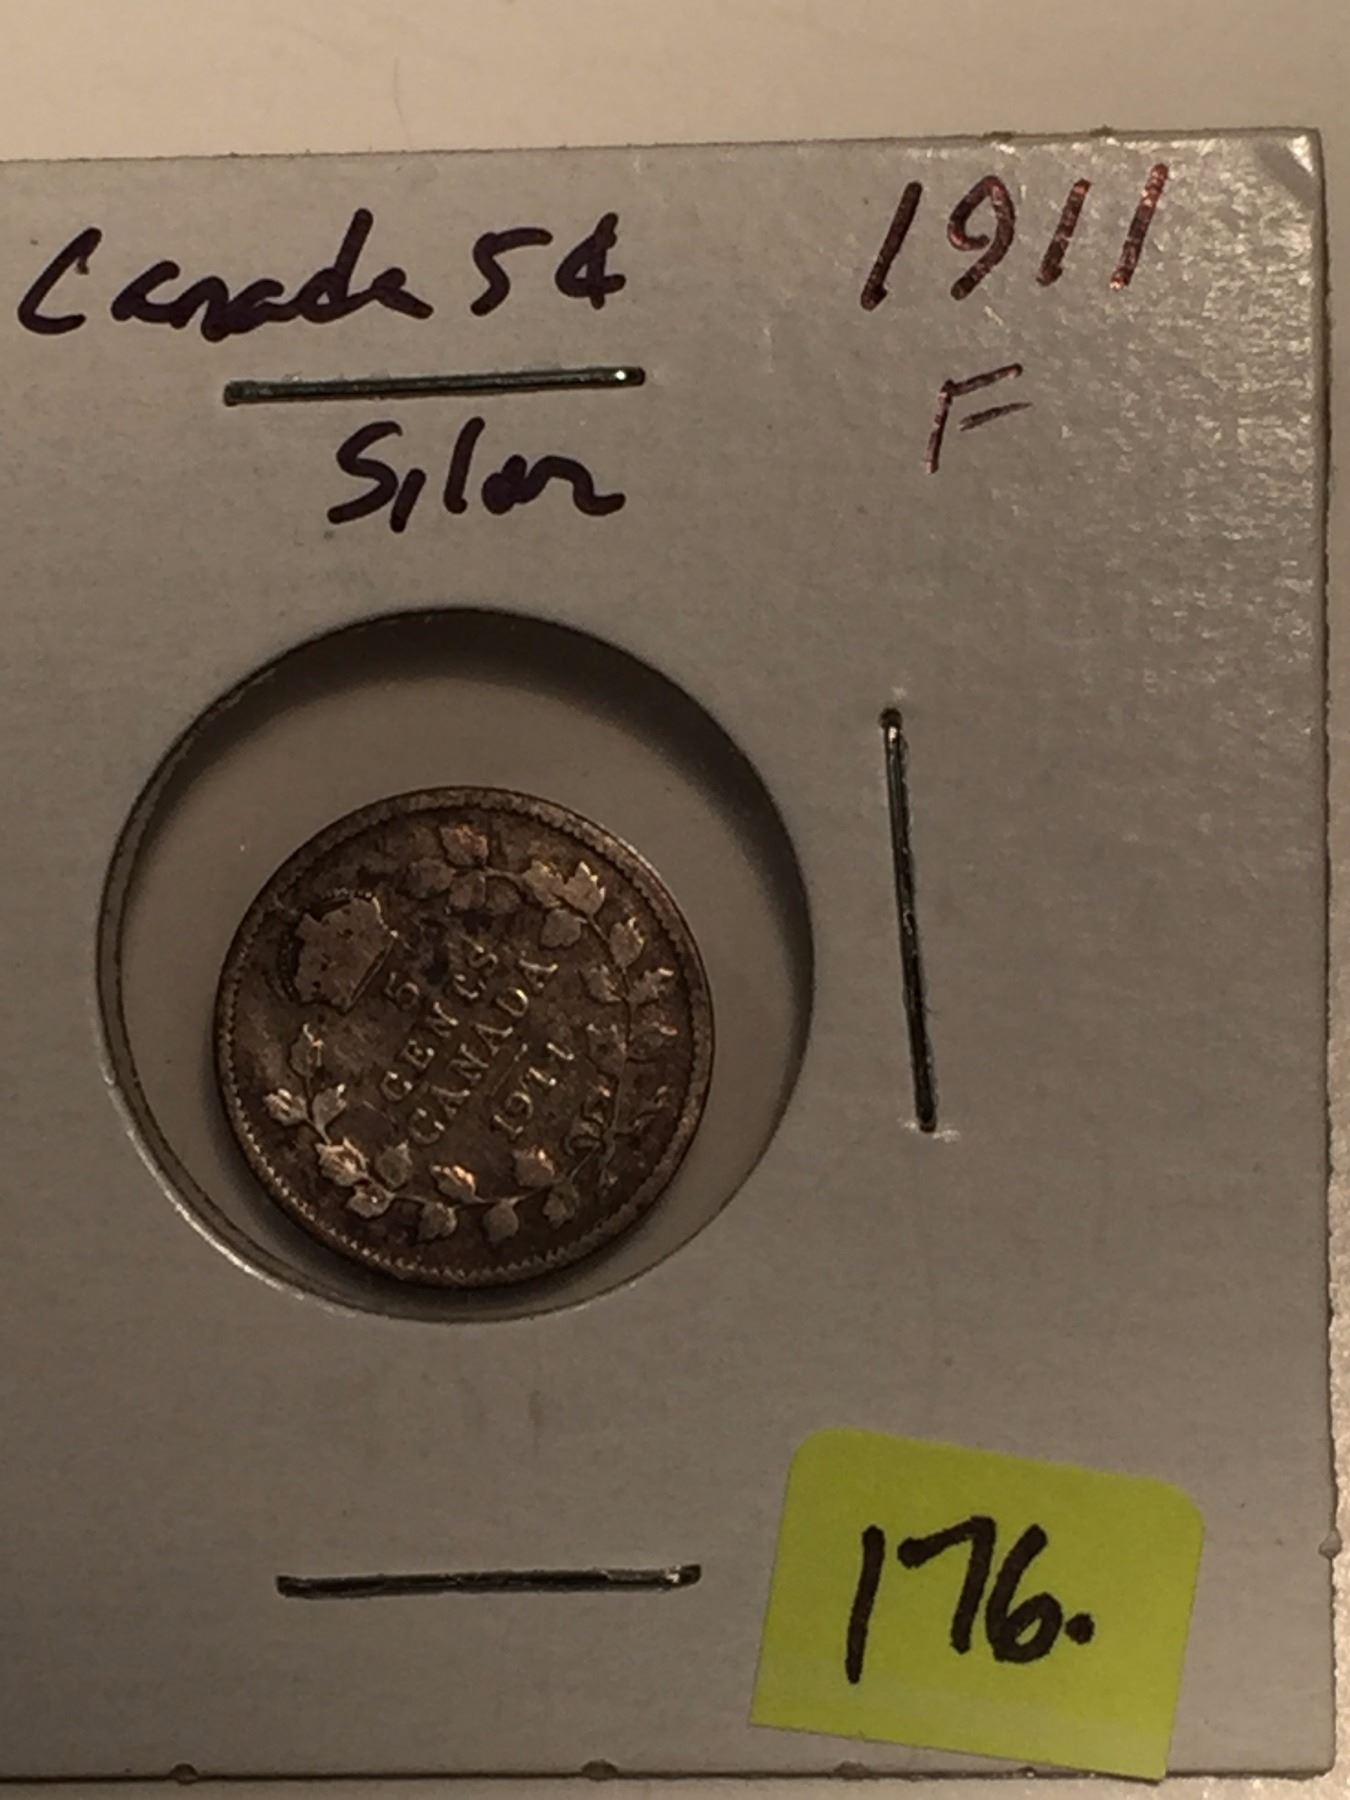 Canada 5¢ 1911
F
Silver
5
CENTS
CANADA
1911
176.